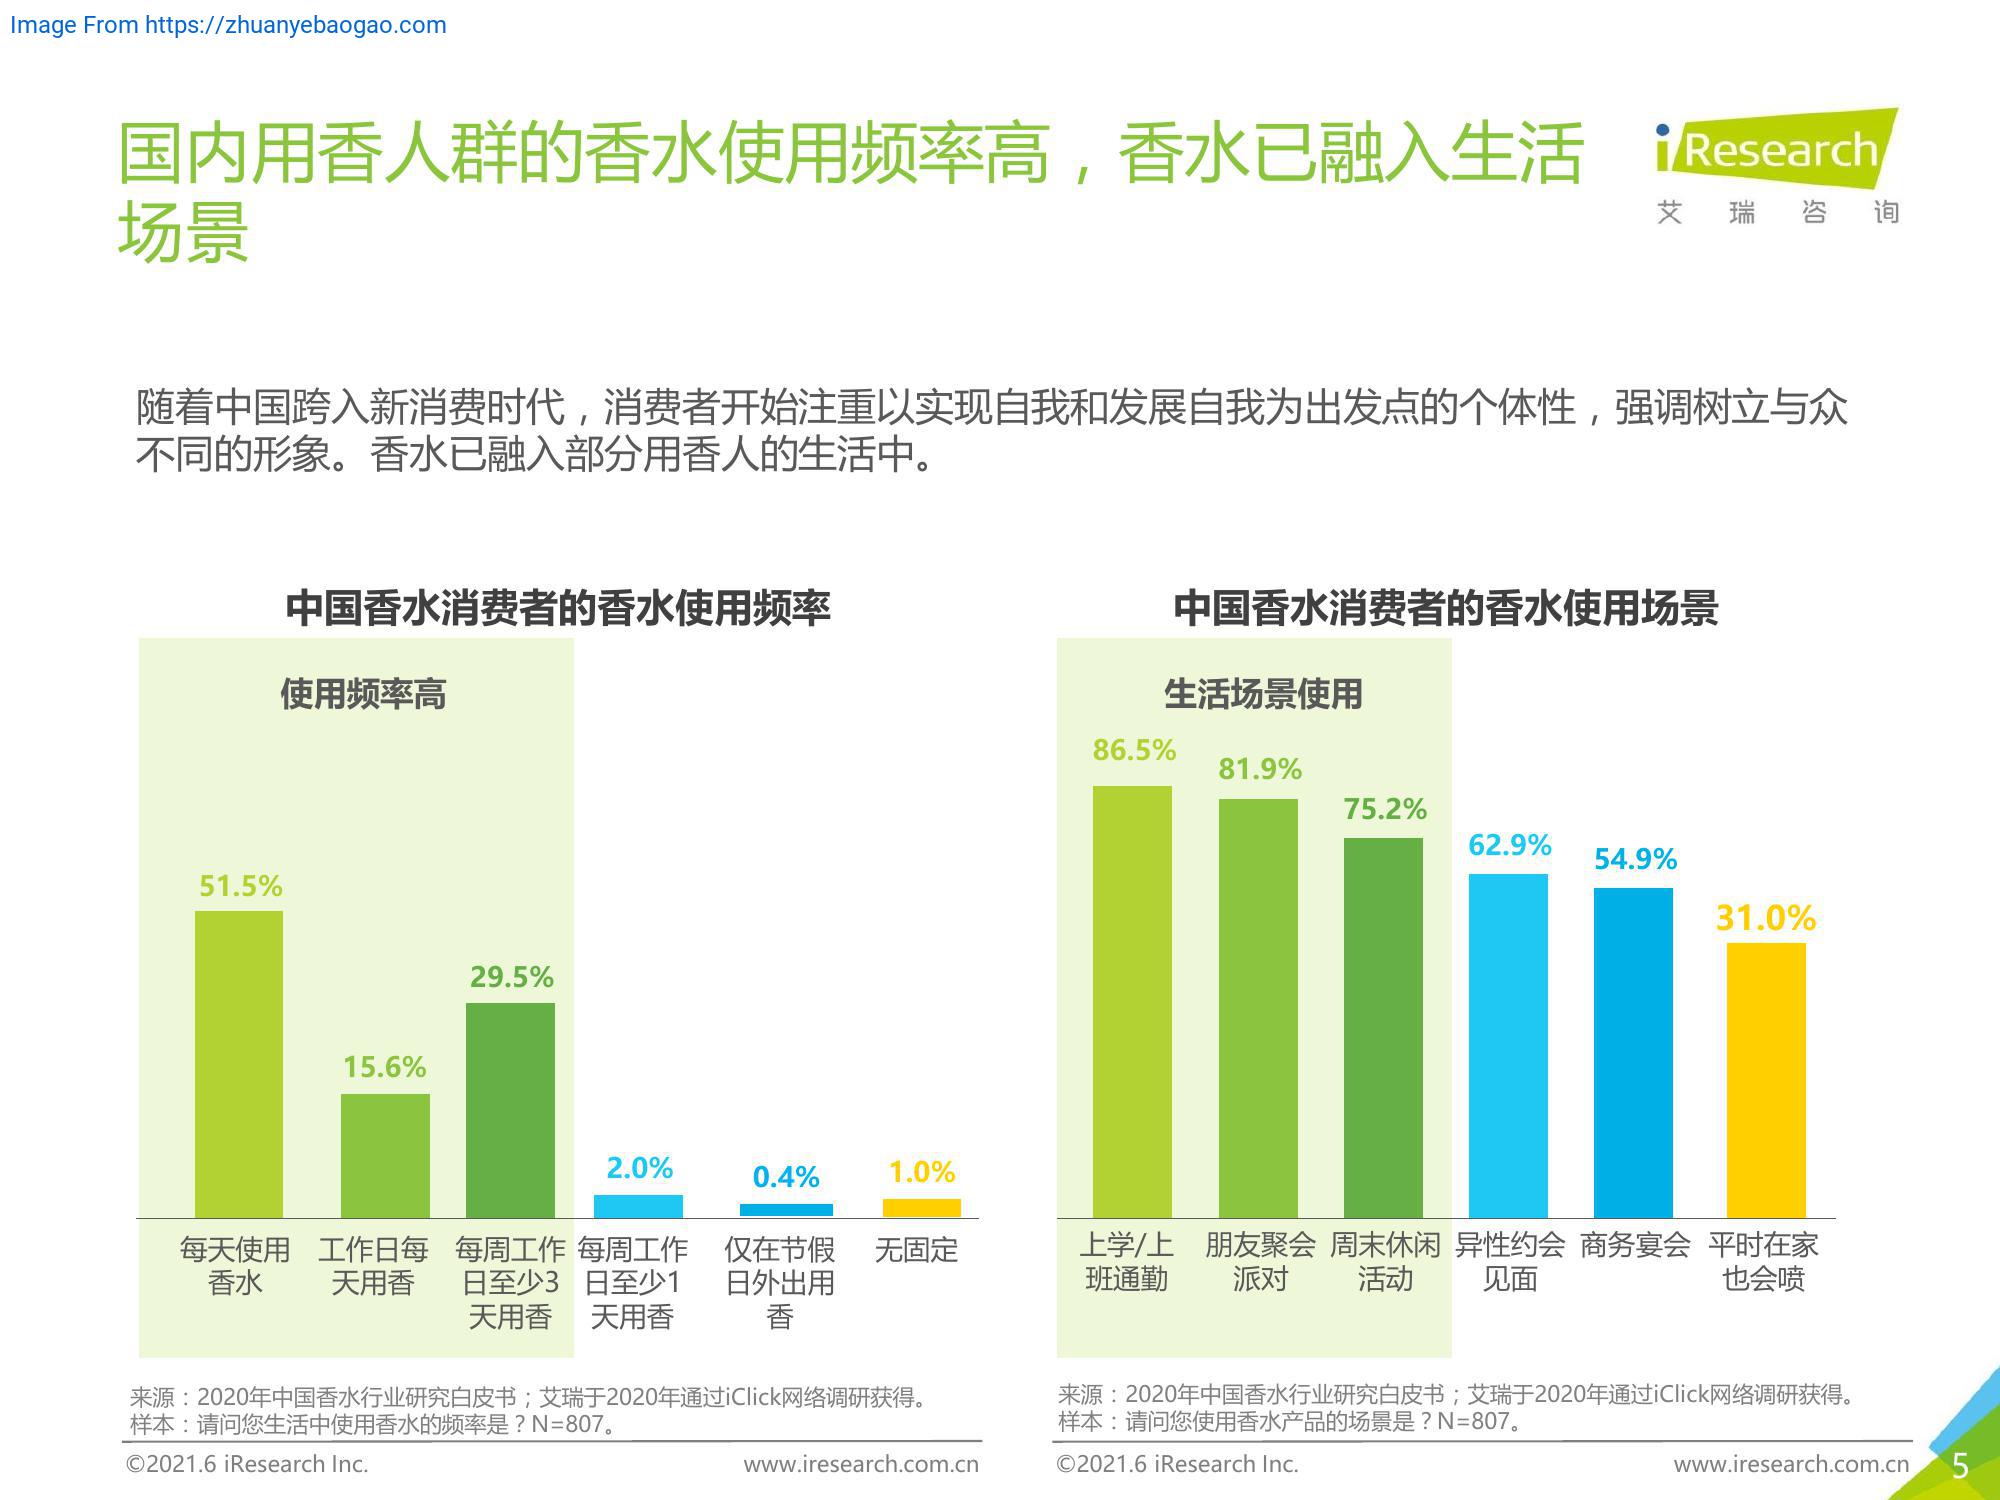 Image From https://zhuanyebaogao.com
国内用香人群的香水使用频率高，香水已融入生活
场景
iResearch
艾瑞咨询
随着中国跨入新消费时代，消费者开始注重以实现自我和发展自我为出发点的个体性，强调树立与众
不同的形象。香水已融入部分用香人的生活中。
中国香水消费者的香水使用频率
使用频率高
51.5%
15.6%
29.5%
2.0%
0.4%
1.0%
每天使用
香水
工作日每
天用香
每周工作
日至少3
天用香
每周工作
日至少1
天用香
仅在节假
日外出用
香
无固定
来源：2020年中国香水行业研究白皮书；艾瑞于2020年通过iClick网络调研获得。
样本：请问您生活中使用香水的频率是？N=807。
©2021.6 iResearch Inc.
www.iresearch.com.cn
中国香水消费者的香水使用场景
生活场景使用
86.5%
81.9%
75.2%
62.9%
54.9%
31.0%
上学/上
班通勤
朋友聚会
派对
周末休闲
活动
异性约会
见面
商务宴会
平时在家
也会喷
来源：2020年中国香水行业研究白皮书；艾瑞于2020年通过iClick网络调研获得。
样本：请问您使用香水产品的场景是？N=807。
©2021.6 iResearch Inc.
www.iresearch.com.cn
5